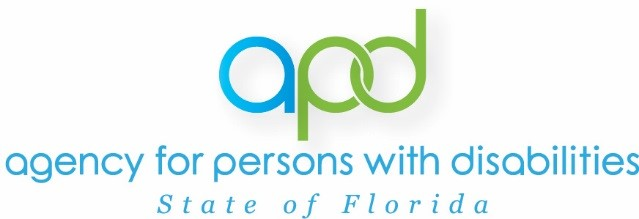 apd
agency for persons with disabilities
State of Florida